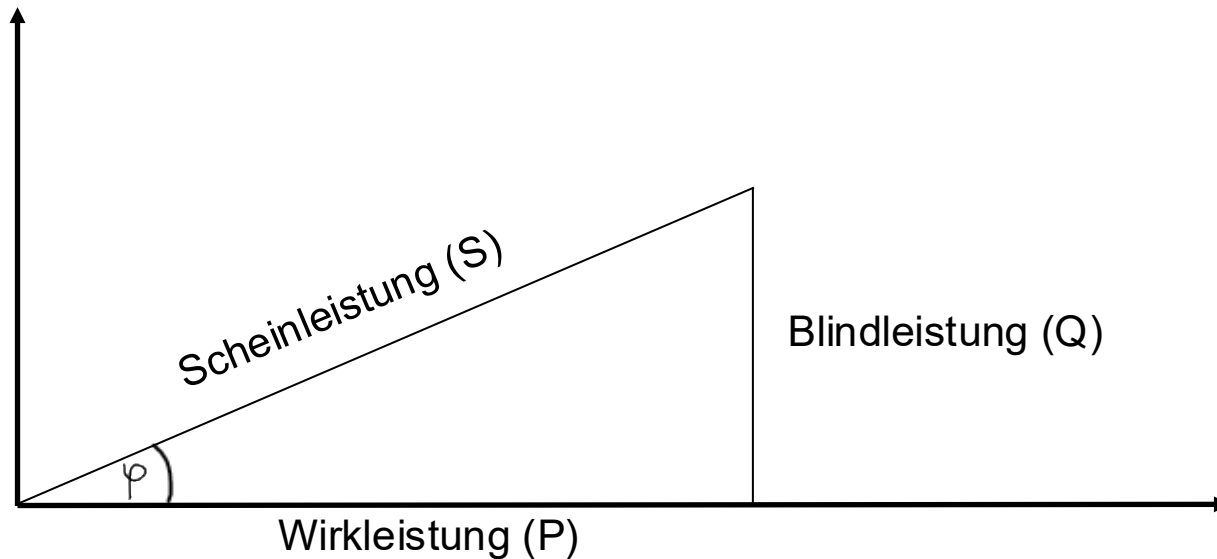 Scheinleistung (S)
Blindleistung (Q)
φ
Wirkleistung (P)